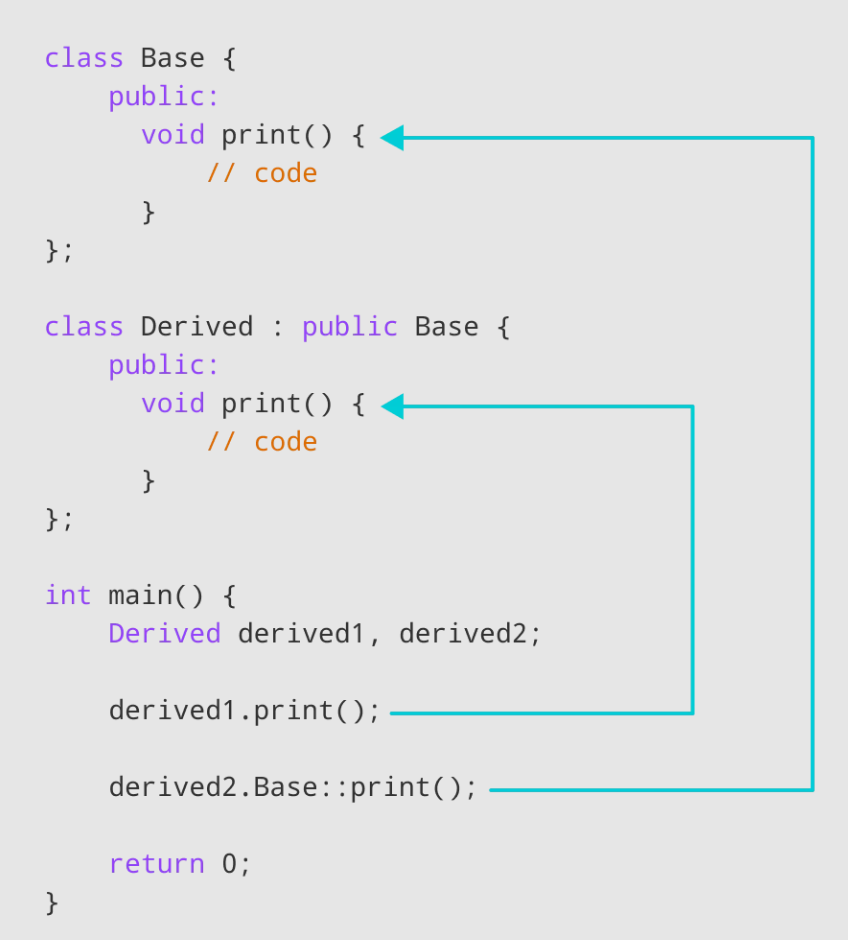 class Base {
    public:
      void print() {
          // code
      }
};

class Derived : public Base {
    public:
      void print() {
          // code
      }
};

int main() {
    Derived derived1, derived2;

    derived1.print();

    derived2.Base::print();

    return 0;
}